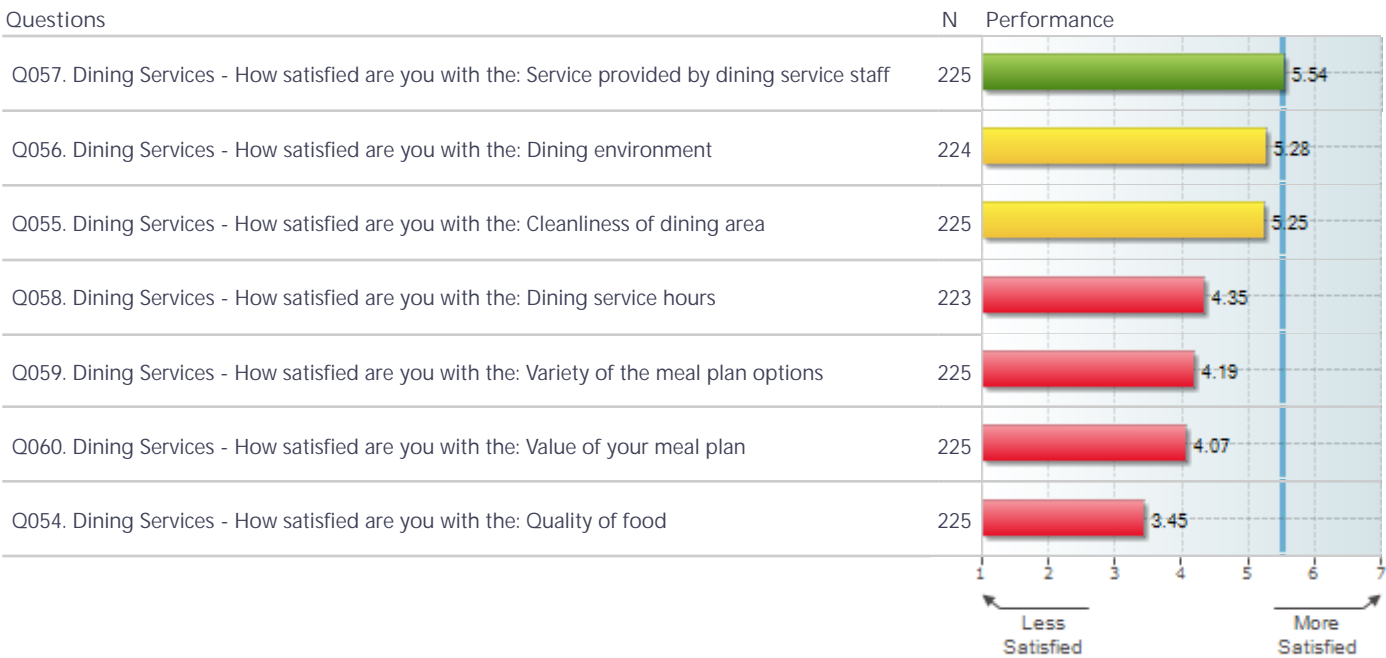 Questions N Performance
Q057. Dining Services - How satisfied are you with the: Service provided by dining service staff 225 5.54
Q056. Dining Services - How satisfied are you with the: Dining environment 224 5.28
Q055. Dining Services - How satisfied are you with the: Cleanliness of dining area 225 5.25
Q058. Dining Services - How satisfied are you with the: Dining service hours 223 4.35
Q059. Dining Services - How satisfied are you with the: Variety of the meal plan options 225 4.19
Q060. Dining Services - How satisfied are you with the: Value of your meal plan 225 4.07
Q054. Dining Services - How satisfied are you with the: Quality of food 225 3.45
1 2 3 4 5 6 7
Less More
Satisfied Satisfied